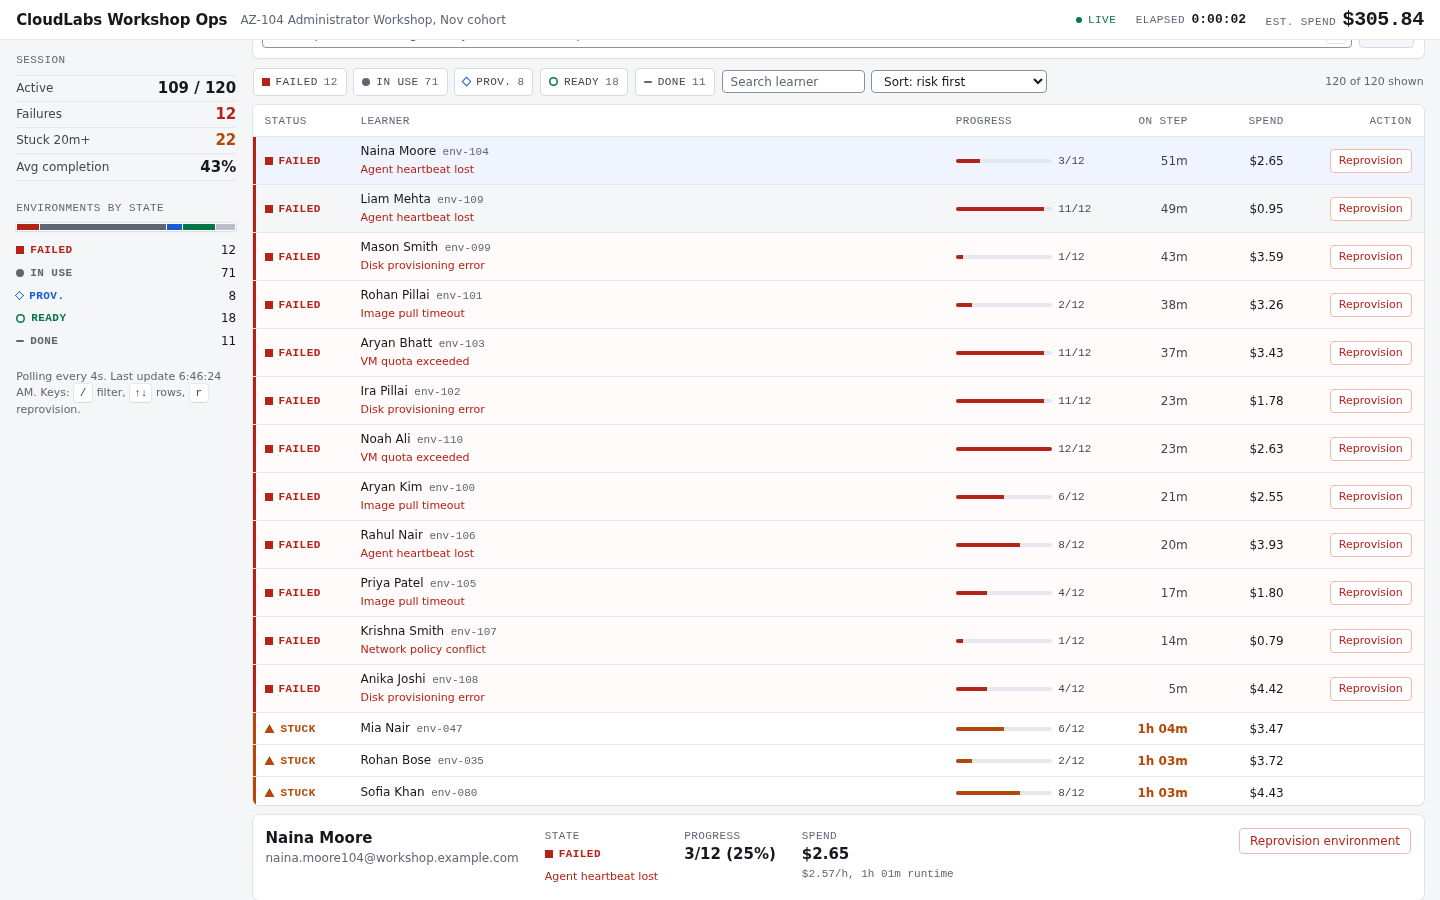 CloudLabs Workshop Ops AZ-104 Administrator Workshop, Nov cohort LIVE ELAPSED 0:00:02 EST. SPEND $305.84
SESSION
Active 109 / 120
Failures 12
Stuck 20m+ 22
Avg completion 43%
ENVIRONMENTS BY STATE
FAILED 12
IN USE 71
PROV. 8
READY 18
DONE 11
Polling every 4s. Last update 6:46:24
AM. Keys: / filter, ↑↓ rows, r
reprovision.
FAILED 12 IN USE 71 PROV. 8 READY 18 DONE 11 Search learner Sort: risk first 120 of 120 shown
STATUS LEARNER PROGRESS ON STEP SPEND ACTION
FAILED Naina Moore env-104 3/12 51m $2.65 Reprovision
Agent heartbeat lost
FAILED Liam Mehta env-109 11/12 49m $0.95 Reprovision
Agent heartbeat lost
FAILED Mason Smith env-099 1/12 43m $3.59 Reprovision
Disk provisioning error
FAILED Rohan Pillai env-101 2/12 38m $3.26 Reprovision
Image pull timeout
FAILED Aryan Bhatt env-103 11/12 37m $3.43 Reprovision
VM quota exceeded
FAILED Ira Pillai env-102 11/12 23m $1.78 Reprovision
Disk provisioning error
FAILED Noah Ali env-110 12/12 23m $2.63 Reprovision
VM quota exceeded
FAILED Aryan Kim env-100 6/12 21m $2.55 Reprovision
Image pull timeout
FAILED Rahul Nair env-106 8/12 20m $3.93 Reprovision
Agent heartbeat lost
FAILED Priya Patel env-105 4/12 17m $1.80 Reprovision
Image pull timeout
FAILED Krishna Smith env-107 1/12 14m $0.79 Reprovision
Network policy conflict
FAILED Anika Joshi env-108 4/12 5m $4.42 Reprovision
Disk provisioning error
STUCK Mia Nair env-047 6/12 1h 04m $3.47
STUCK Rohan Bose env-035 2/12 1h 03m $3.72
STUCK Sofia Khan env-080 8/12 1h 03m $4.43
Naina Moore
naina.moore104@workshop.example.com
STATE
FAILED
Agent heartbeat lost
PROGRESS
3/12 (25%)
SPEND
$2.65
$2.57/h, 1h 01m runtime
Reprovision environment